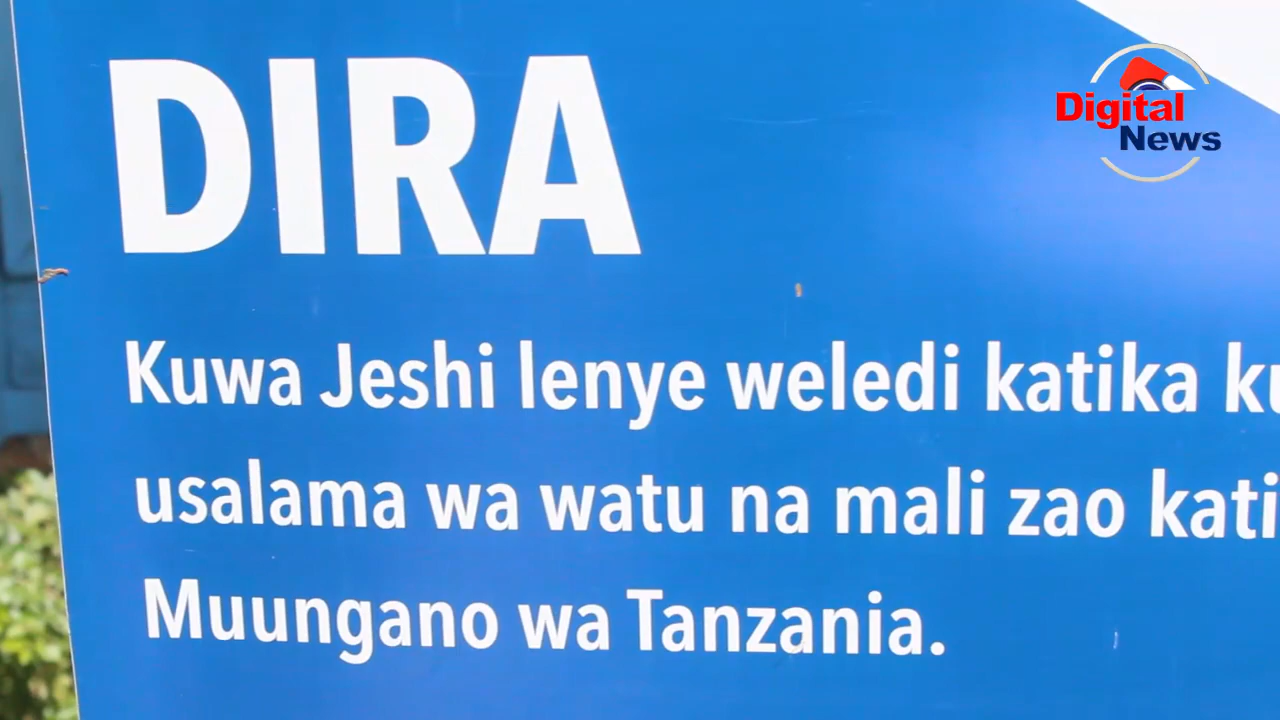 DIRA
Digital
News
Kuwa Jeshi lenye weledi katika
usalama wa watu na mali zao
Muungano wa Tanzania.